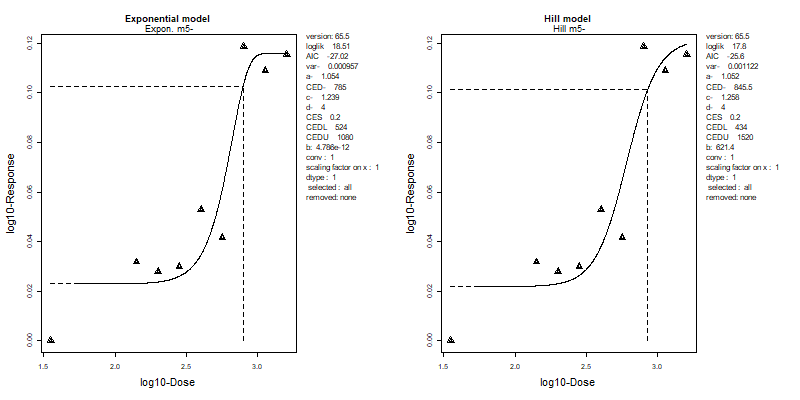 Exponential model
Expon. m5-
log10-Response
0.00
0.02
0.04
0.06
0.08
0.10
0.12
1.5
2.0
2.5
3.0
log10-Dose
version: 65.5
loglik 18.51
AIC -27.02
var- 0.000957
a- 1.054
CED- 785
c- 1.239
d- 4
CES 0.2
CEDL 524
CEDU 1080
b: 4.786e-12
conv : 1
scaling factor on x : 1
dtype : 1
selected : all
removed: none
Hill model
Hill m5-
log10-Response
0.00
0.02
0.04
0.06
0.08
0.10
0.12
1.5
2.0
2.5
3.0
log10-Dose
version: 65.5
loglik 17.8
AIC -25.6
var- 0.001122
a- 1.052
CED- 845.5
c- 1.258
d- 4
CES 0.2
CEDL 434
CEDU 1520
b: 621.4
conv : 1
scaling factor on x : 1
dtype : 1
selected : all
removed: none